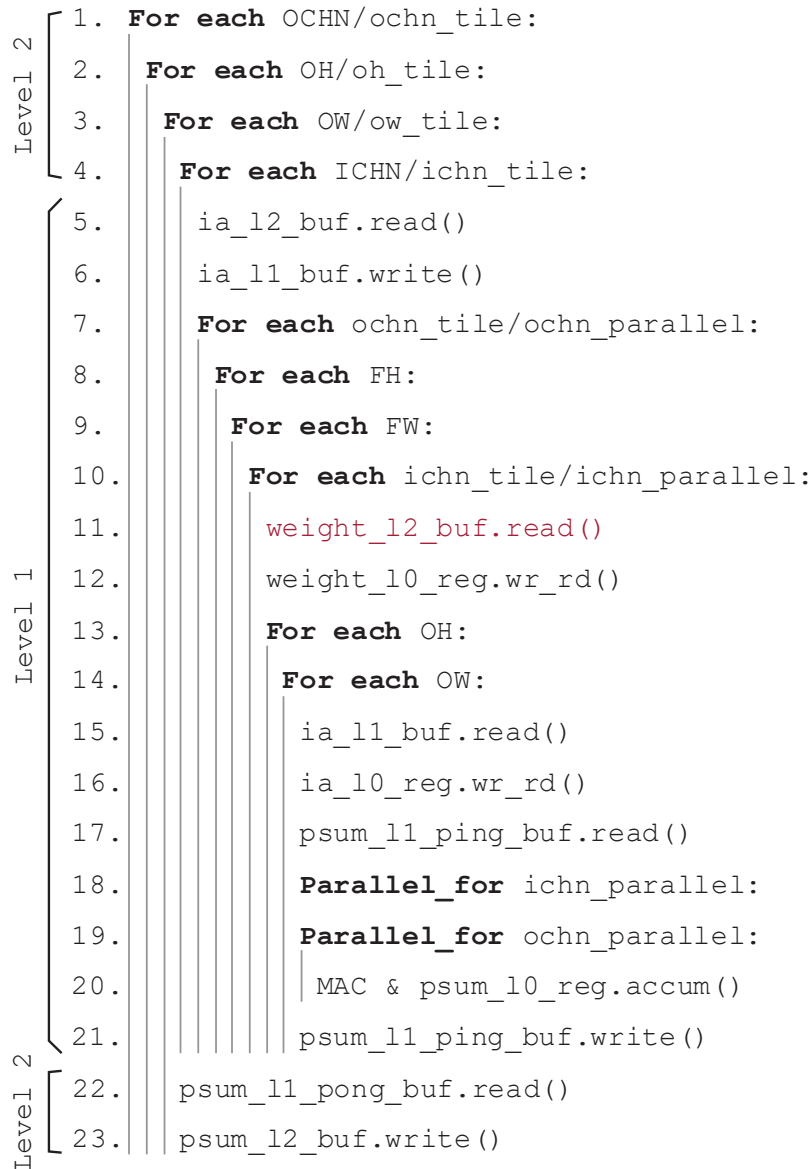 Level 2
1. For each OCHN/ochn_tile:
2. For each OH/oh_tile:
3. For each OW/ow_tile:
4. For each ICHN/ichn_tile:
Level 1
5. ia_l2_buf.read()
6. ia_l1_buf.write()
7. For each ochn_tile/ochn_parallel:
8. For each FH:
9. For each FW:
10. For each ichn_tile/ichn_parallel:
11. weight_l2_buf.read()
12. weight_l0_reg.wr_rd()
13. For each OH:
14. For each OW:
15. ia_l1_buf.read()
16. ia_l0_reg.wr_rd()
17. psum_l1_ping_buf.read()
18. Parallel_for ichn_parallel:
19. Parallel_for ochn_parallel:
20. MAC & psum_l0_reg.accum()
21. psum_l1_ping_buf.write()
Level 2
22. psum_l1_pong_buf.read()
23. psum_l2_buf.write()